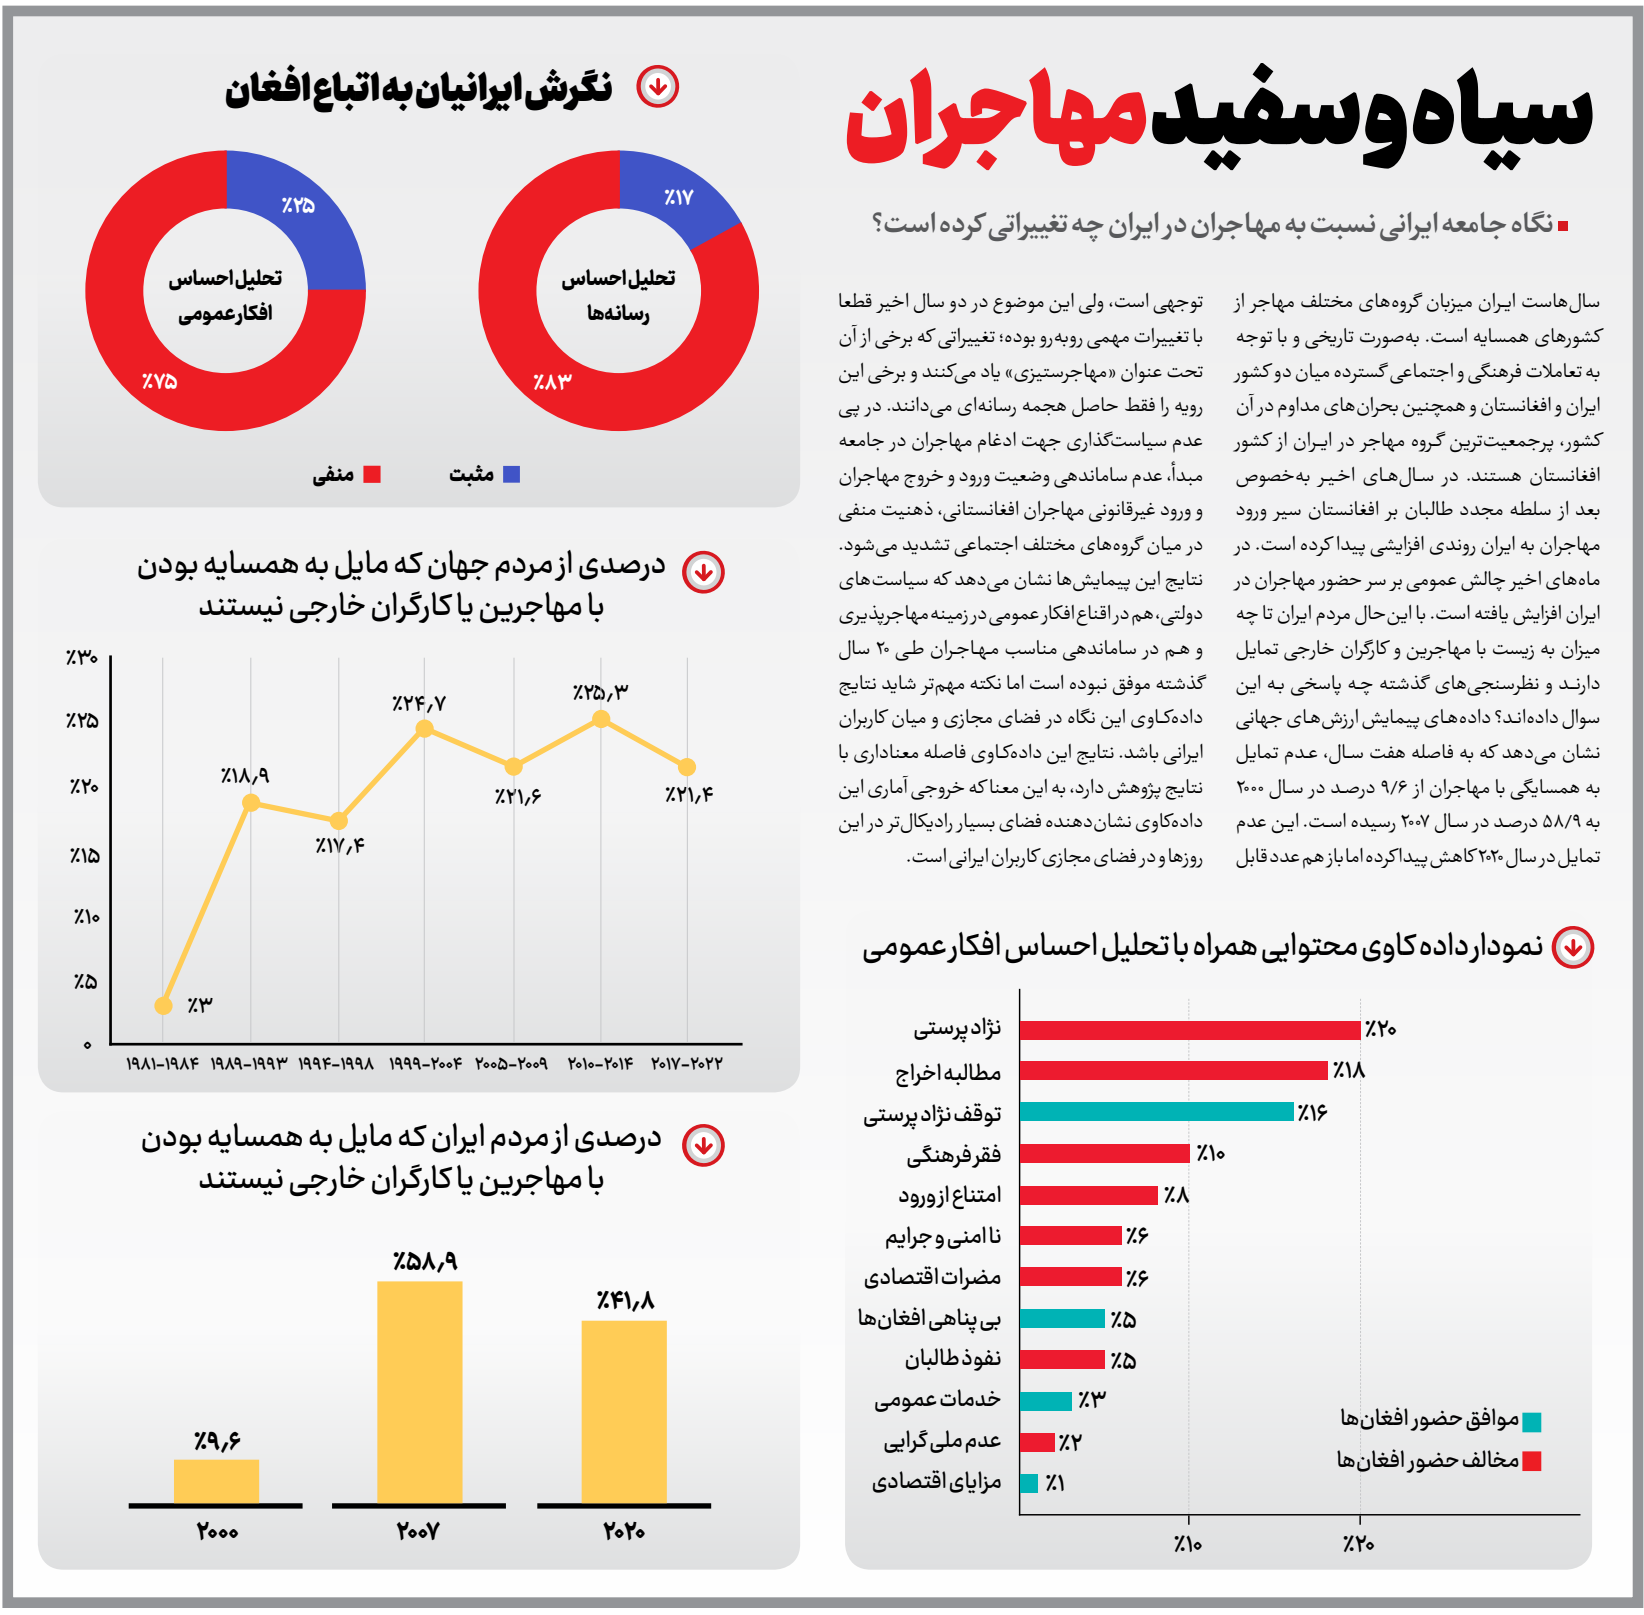 سیاه‌وسفیدمهاجران
نگاه جامعه ایرانی نسبت به مهاجران در ایران چه تغییراتی کرده است؟
سال‌هاست ایران میزبان گروه‌های مختلف مهاجر از
کشورهای همسایه است. به‌صورت تاریخی و با توجه
به تعاملات فرهنگی و اجتماعی گسترده میان دو کشور
ایران و افغانستان و همچنین بحران‌های مداوم در آن
کشور، پرجمعیت‌ترین گروه مهاجر در ایران از کشور
افغانستان هستند. در سال‌های اخیر به‌خصوص
بعد از سلطه مجدد طالبان بر افغانستان سیر ورود
مهاجران به ایران روندی افزایشی پیدا کرده است. در
ماه‌های اخیر چالش عمومی بر سر حضور مهاجران در
ایران افزایش یافته است. با این‌حال مردم ایران تا چه
میزان به زیست با مهاجرین و کارگران خارجی تمایل
دارند و نظرسنجی‌های گذشته چه پاسخی به این
سوال داده‌اند؟ داده‌های پیمایش ارزش‌های جهانی
نشان می‌دهد که به فاصله هفت سال، عدم تمایل
به همسایگی با مهاجران از ۹/۶ درصد در سال ۲۰۰۰
به ۵۸/۹ درصد در سال ۲۰۰۷ رسیده است. این عدم
تمایل در سال ۲۰۲۰ کاهش پیدا کرده اما باز هم عدد قابل
توجهی است، ولی این موضوع در دو سال اخیر قطعا
با تغییرات مهمی روبه‌رو بوده؛ تغییراتی که برخی از آن
تحت عنوان «مهاجرستیزی» یاد می‌کنند و برخی این
رویه را فقط حاصل هجمه رسانه‌ای می‌دانند. در پی
عدم سیاست‌گذاری جهت ادغام مهاجران در جامعه
مبدأ، عدم ساماندهی وضعیت ورود و خروج مهاجران
و ورود غیرقانونی مهاجران افغانستانی، ذهنیت منفی
در میان گروه‌های مختلف اجتماعی تشدید می‌شود.
نتایج این پیمایش‌ها نشان می‌دهد که سیاست‌های
دولتی، هم در اقناع افکار عمومی در زمینه مهاجرپذیری
و هم در ساماندهی مناسب مهاجران طی ۲۰ سال
گذشته موفق نبوده است اما نکته مهم‌تر شاید نتایج
داده‌کاوی این نگاه در فضای مجازی و میان کاربران
ایرانی باشد. نتایج این داده‌کاوی فاصله معناداری با
نتایج پژوهش دارد، به این معنا که خروجی آماری این
داده‌کاوی نشان‌دهنده فضای بسیار رادیکال‌تر در این
روزها و در فضای مجازی کاربران ایرانی است.
نمودار داده کاوی محتوایی همراه با تحلیل احساس افکار عمومی
نژاد پرستی ٪۲۰
مطالبه اخراج ٪۱۸
توقف نژاد پرستی ٪۱۶
فقر فرهنگی ٪۱۰
امتناع از ورود ٪۸
نا امنی و جرایم ٪۶
مضرات اقتصادی ٪۶
بی پناهی افغان‌ها ٪۵
نفوذ طالبان ٪۵
خدمات عمومی ٪۳
عدم ملی گرایی ٪۲
مزایای اقتصادی ٪۱
موافق حضور افغان‌ها
مخالف حضور افغان‌ها
٪۱۰ ٪۲۰
نگرش ایرانیان به اتباع افغان
٪۱۷
تحلیل احساس
رسانه‌ها
٪۸۳
٪۲۵
تحلیل احساس
افکار عمومی
٪۷۵
مثبت
منفی
درصدی از مردم جهان که مایل به همسایه بودن
با مهاجرین یا کارگران خارجی نیستند
٪۳۰
٪۲۵
٪۲۰
٪۱۵
٪۱۰
٪۵
۰
٪۳
٪۱۸٫۹
٪۱۷٫۴
٪۲۴٫۷
٪۲۱٫۶
٪۲۵٫۳
٪۲۱٫۴
۱۹۸۱-۱۹۸۴ ۱۹۸۹-۱۹۹۳ ۱۹۹۴-۱۹۹۸ ۱۹۹۹-۲۰۰۴ ۲۰۰۵-۲۰۰۹ ۲۰۱۰-۲۰۱۴ ۲۰۱۷-۲۰۲۲
درصدی از مردم ایران که مایل به همسایه بودن
با مهاجرین یا کارگران خارجی نیستند
٪۹٫۶
٪۵۸٫۹
٪۴۱٫۸
۲۰۰۰ ۲۰۰۷ ۲۰۲۰